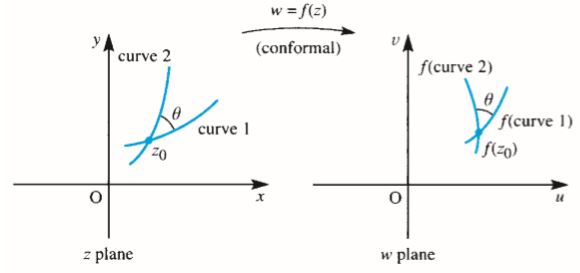 w = f(z)
(conformal)
y
curve 2
θ
curve 1
z₀
O
x
z plane
v
f(curve 2)
θ
f(curve 1)
f(z₀)
O
u
w plane